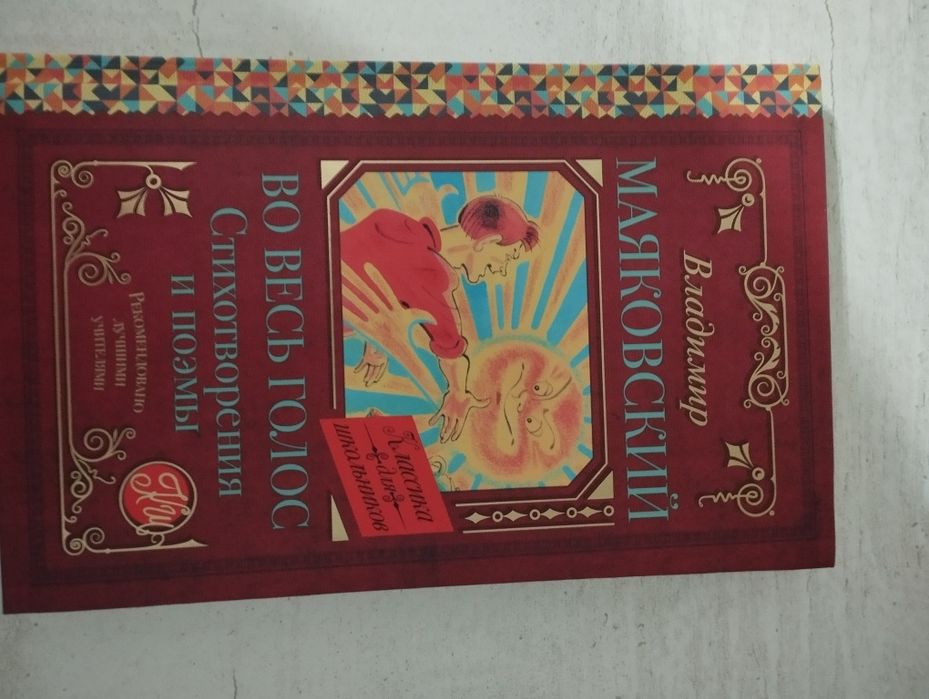 Владимир
МАЯКОВСКИЙ
Классика
для
школьников
ВО ВЕСЬ ГОЛОС
Стихотворения
и поэмы
Рекомендовано
лучшими
учителями